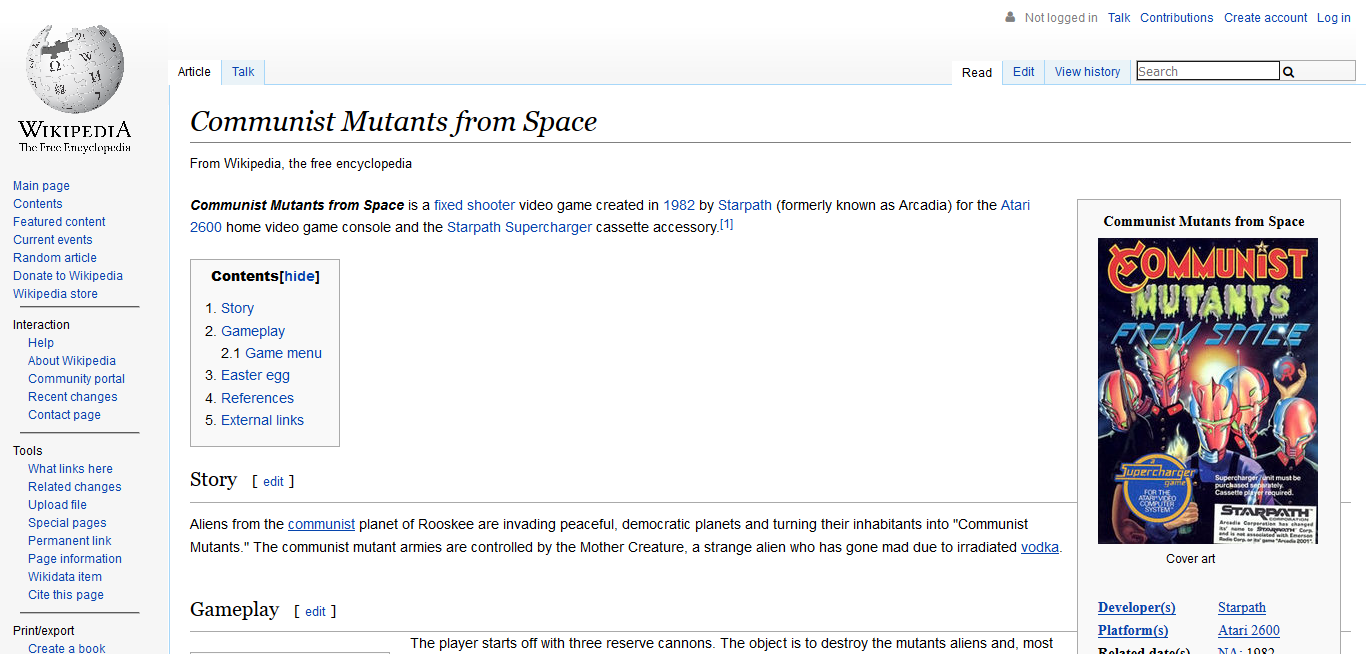 Not logged in Talk Contributions Create account Log in
Article Talk Read Edit View history Search
WIKIPEDIA
The Free Encyclopedia
Main page
Contents
Featured content
Current events
Random article
Donate to Wikipedia
Wikipedia store
Interaction
Help
About Wikipedia
Community portal
Recent changes
Contact page
Tools
What links here
Related changes
Upload file
Special pages
Permanent link
Page information
Wikidata item
Cite this page
Print/export
Create a book
Communist Mutants from Space
From Wikipedia, the free encyclopedia
Communist Mutants from Space is a fixed shooter video game created in 1982 by Starpath (formerly known as Arcadia) for the Atari
2600 home video game console and the Starpath Supercharger cassette accessory.[1]
Contents[hide]
1. Story
2. Gameplay
2.1 Game menu
3. Easter egg
4. References
5. External links
Story [ edit ]
Aliens from the communist planet of Rooskee are invading peaceful, democratic planets and turning their inhabitants into "Communist
Mutants." The communist mutant armies are controlled by the Mother Creature, a strange alien who has gone mad due to irradiated vodka.
Gameplay [ edit ]
The player starts off with three reserve cannons. The object is to destroy the mutants aliens and, most
Communist Mutants from Space
COMMUNIST
MUTANTS
FROM SPACE
a
Supercharger
game
FOR THE
ATARI VIDEO
COMPUTER
SYSTEM
Supercharger unit must be
purchased separately.
Cassette player required.
STARPATH
CORPORATION
Arcadia Corporation has changed
its' name to STARPATH Corp.
and is not associated with Emerson
Radio Corp. or its' game "Arcadia 2001".
Cover art
Developer(s) Starpath
Platform(s) Atari 2600
Related date(s) NA: 1982